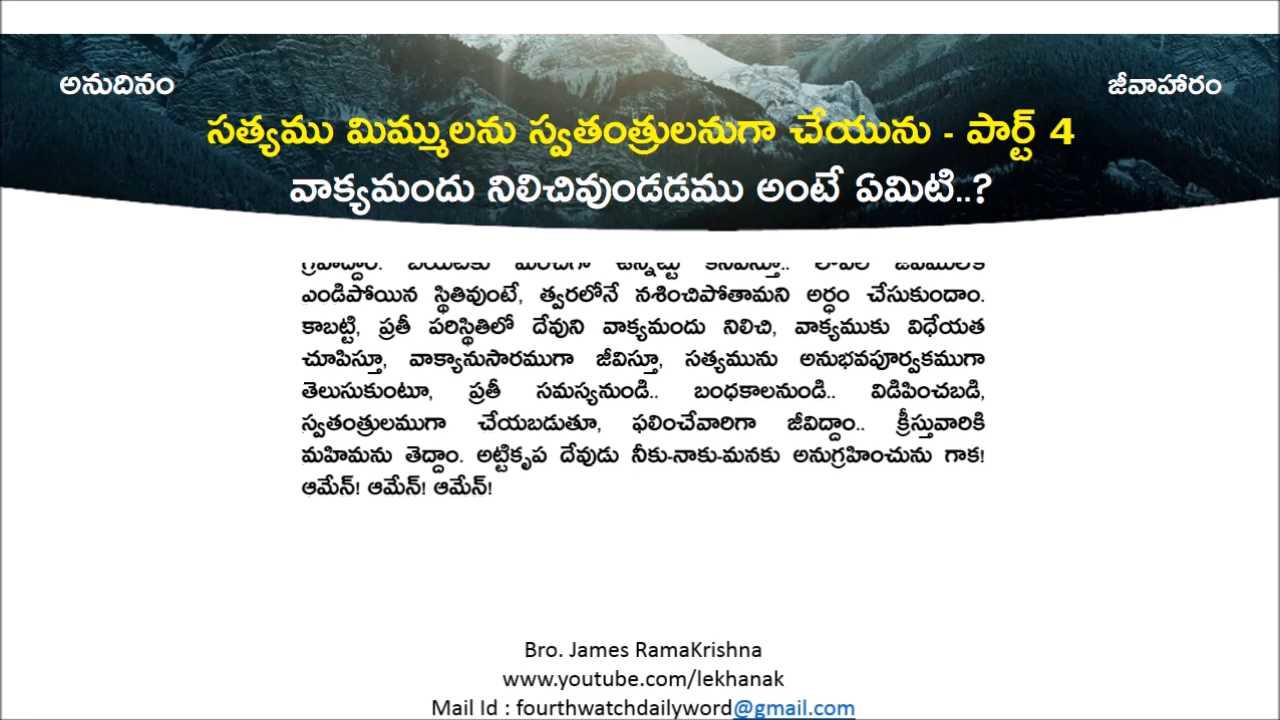 అనుదినం
జీవాహారం
సత్యము మిమ్ములను స్వతంత్రులనుగా చేయును - పార్ట్ 4
వాక్యమందు నిలిచివుండడము అంటే ఏమిటి..?
ఎండిపోయిన స్థితివుంటే, త్వరలోనే నశించిపోతామని అర్ధం చేసుకుందాం.
కాబట్టి, ప్రతీ పరిస్థితిలో దేవుని వాక్యమందు నిలిచి, వాక్యముకు విధేయత
చూపిస్తూ, వాక్యానుసారముగా జీవిస్తూ, సత్యమును అనుభవపూర్వకముగా
తెలుసుకుంటూ, ప్రతీ సమస్యనుండి.. బంధకాలనుండి.. విడిపించబడి,
స్వతంత్రులముగా చేయబడుతూ, ఫలించేవారిగా జీవిద్దాం.. క్రీస్తువారికి
మహిమను తెద్దాం. అట్టికృప దేవుడు నీకు-నాకు-మనకు అనుగ్రహించును గాక!
ఆమేన్! ఆమేన్! ఆమేన్!
Bro. James RamaKrishna
www.youtube.com/lekhanak
Mail Id : fourthwatchdailyword@gmail.com